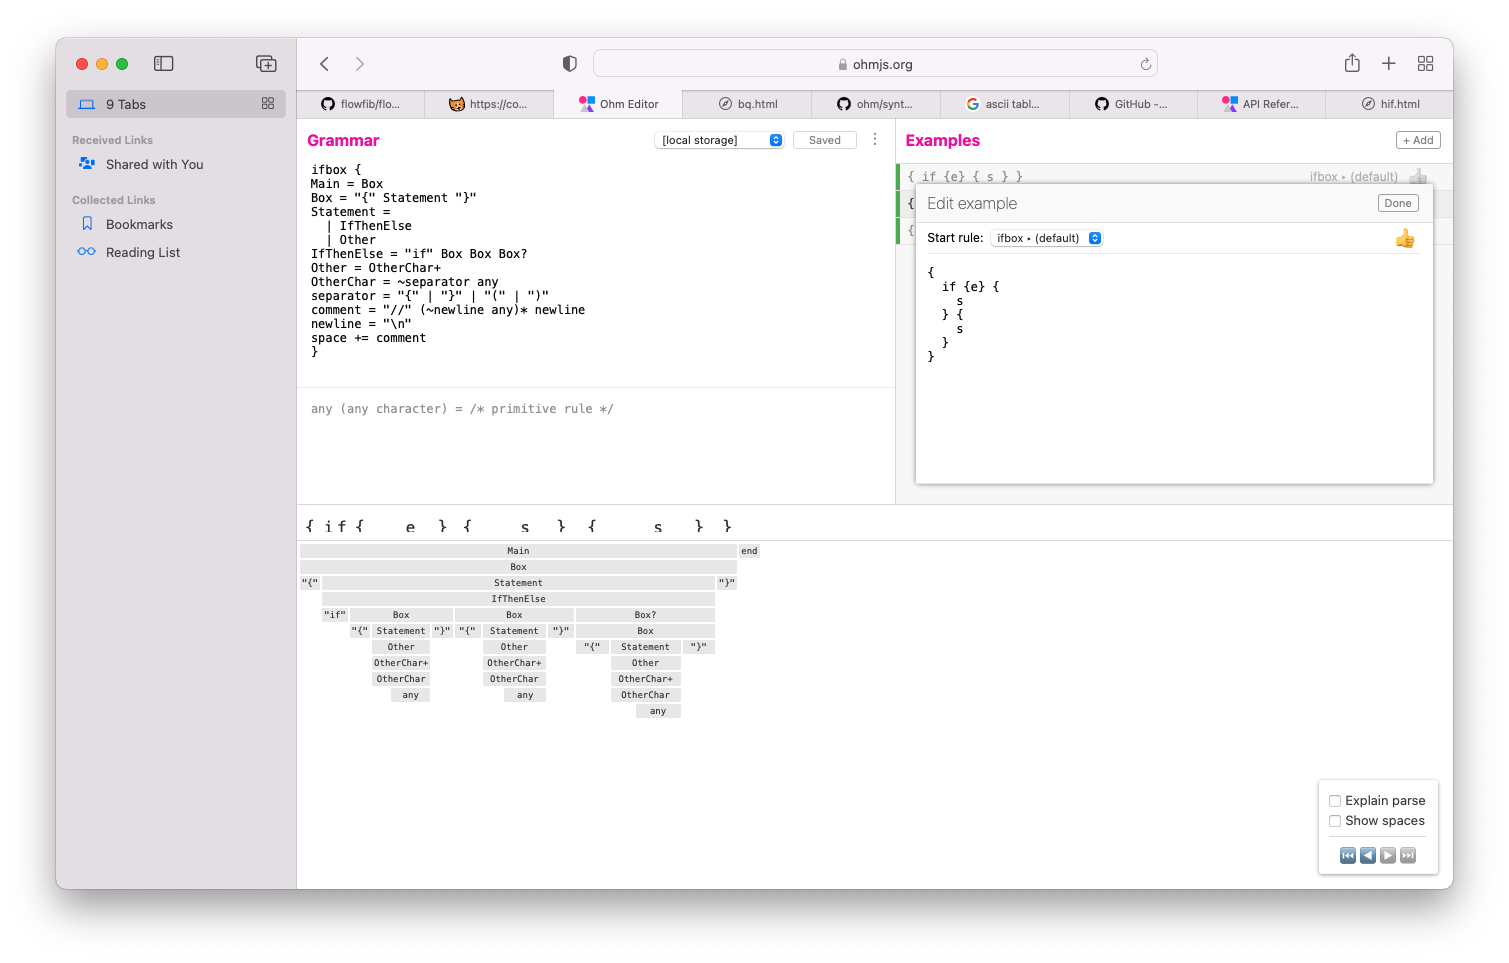 9 Tabs
Received Links
Shared with You
Collected Links
Bookmarks
Reading List
ohmjs.org
flowfib/flo...
https://co...
Ohm Editor
bq.html
ohm/synt...
ascii tabl...
GitHub -...
API Refer...
hif.html
Grammar
[local storage]
Saved
ifbox {
Main = Box
Box = "{" Statement "}"
Statement =
  | IfThenElse
  | Other
IfThenElse = "if" Box Box Box?
Other = OtherChar+
OtherChar = ~separator any
separator = "{" | "}" | "(" | ")"
comment = "//" (~newline any)* newline
newline = "\n"
space += comment
}
any (any character) = /* primitive rule */
Examples
+ Add
{ if {e} { s } }
ifbox ▸ (default)
{
{
Edit example
Done
Start rule: ifbox ▸ (default)
{
  if {e} {
    s
  } {
    s
  }
}
{ if { e } { s } { s } }
Main end
Box
"{" Statement "}"
IfThenElse
"if" Box Box Box?
"{" Statement "}" "{" Statement "}" Box
Other Other "{" Statement "}"
OtherChar+ OtherChar+ Other
OtherChar OtherChar OtherChar+
any any OtherChar
any
Explain parse
Show spaces